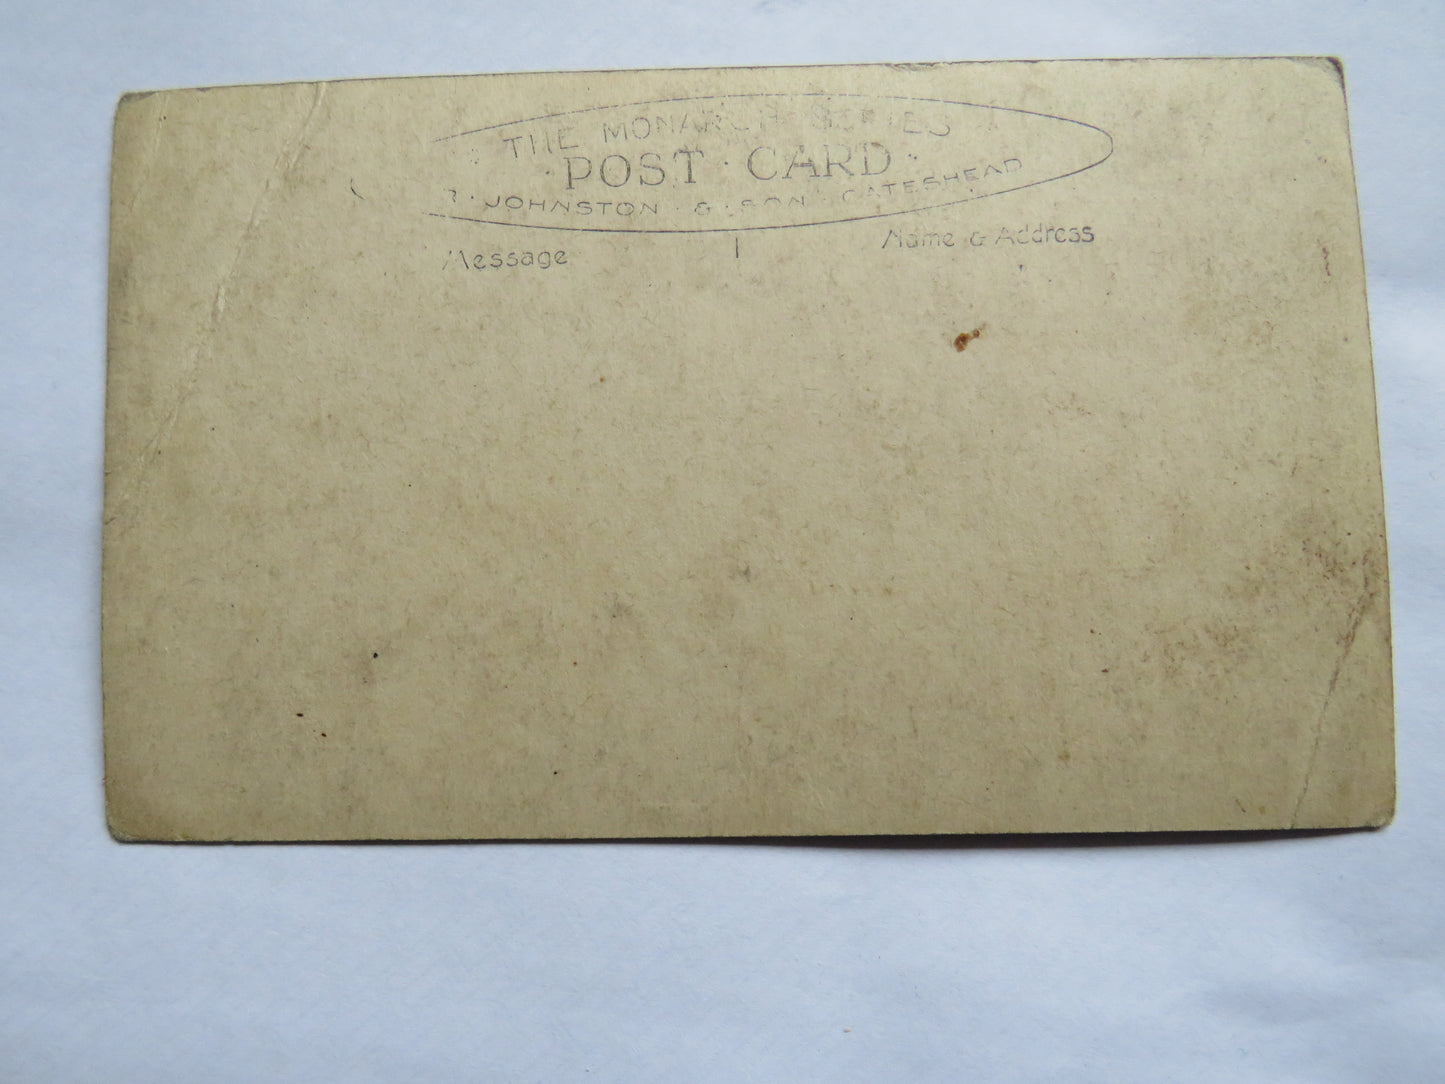 THE MONARCH SERIES
POST CARD
R. JOHNSTON & SON GATESHEAD
Message
Name & Address